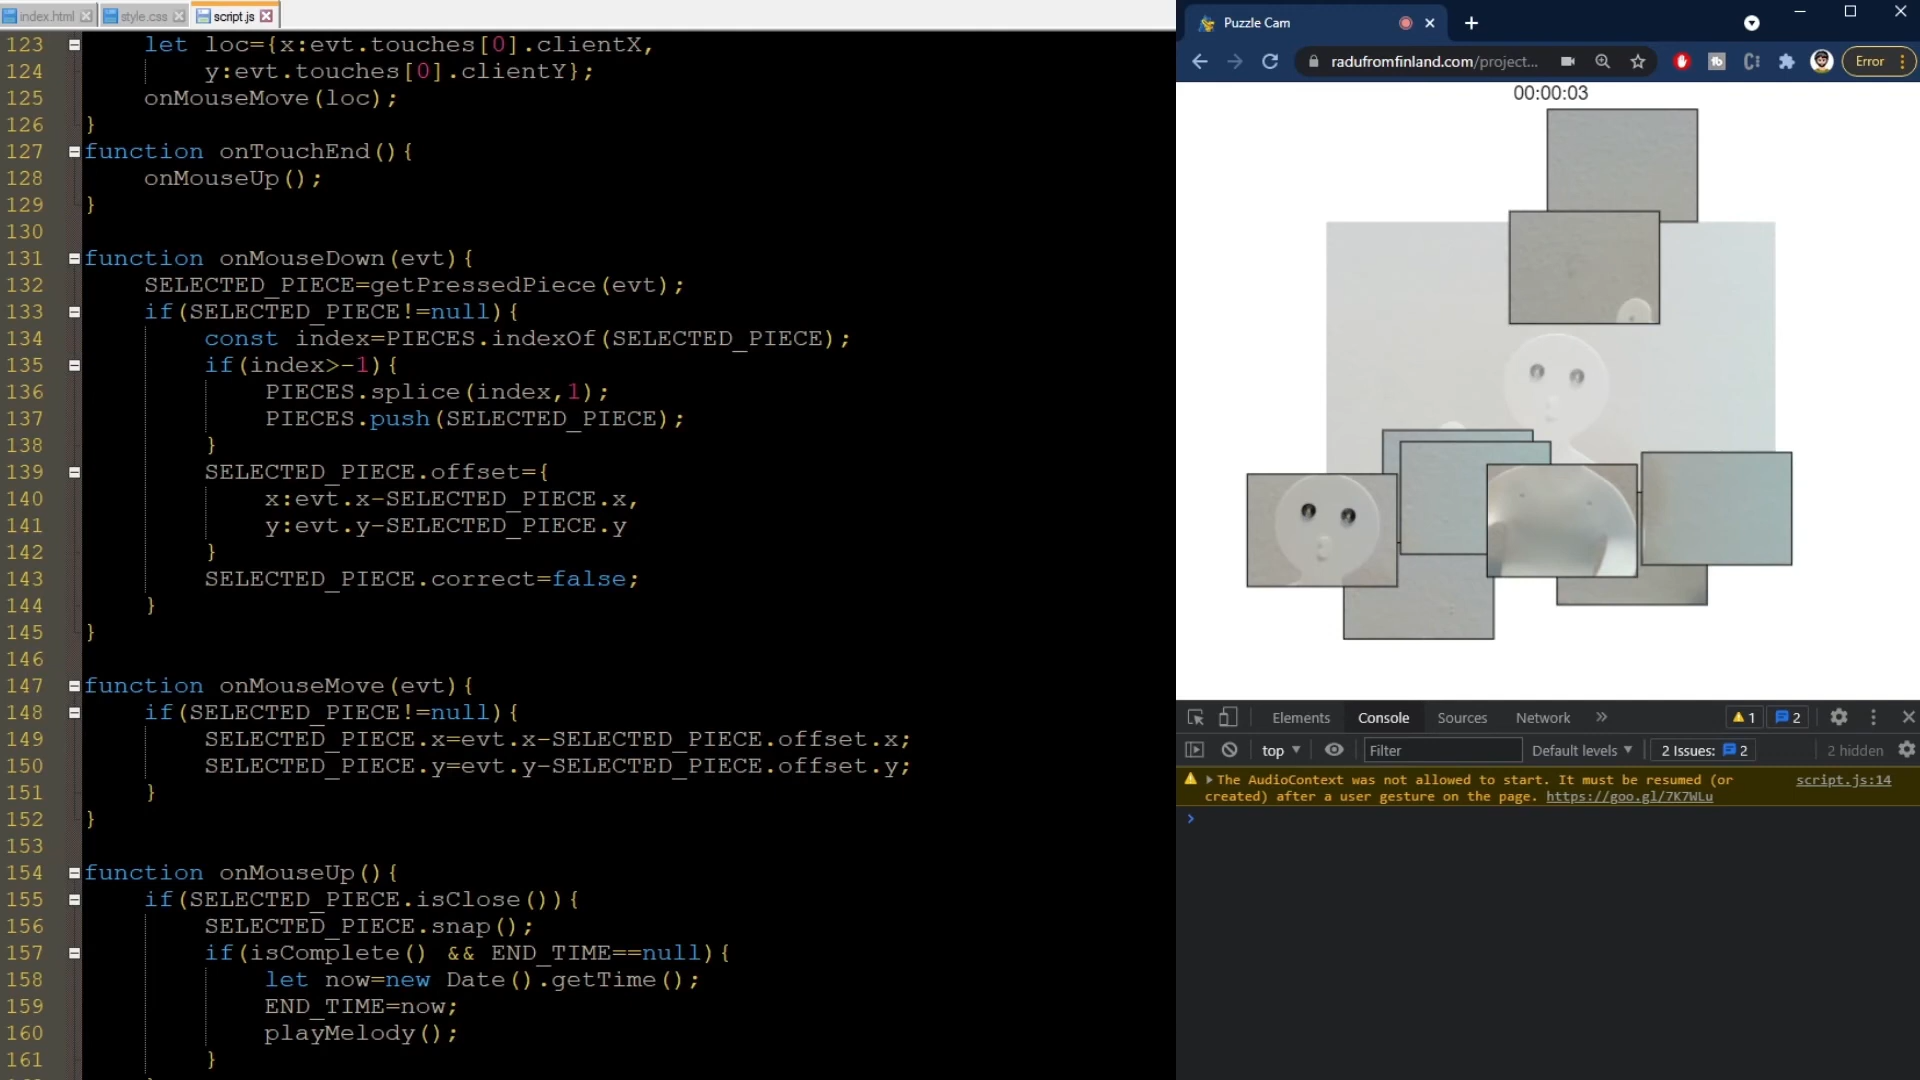 index.html
style.css
script.js
123 let loc={x:evt.touches[0].clientX,
124 y:evt.touches[0].clientY};
125 onMouseMove(loc);
126 }
127 function onTouchEnd(){
128 onMouseUp();
129 }
130
131 function onMouseDown(evt){
132 SELECTED_PIECE=getPressedPiece(evt);
133 if(SELECTED_PIECE!=null){
134 const index=PIECES.indexOf(SELECTED_PIECE);
135 if(index>-1){
136 PIECES.splice(index,1);
137 PIECES.push(SELECTED_PIECE);
138 }
139 SELECTED_PIECE.offset={
140 x:evt.x-SELECTED_PIECE.x,
141 y:evt.y-SELECTED_PIECE.y
142 }
143 SELECTED_PIECE.correct=false;
144 }
145 }
146
147 function onMouseMove(evt){
148 if(SELECTED_PIECE!=null){
149 SELECTED_PIECE.x=evt.x-SELECTED_PIECE.offset.x;
150 SELECTED_PIECE.y=evt.y-SELECTED_PIECE.offset.y;
151 }
152 }
153
154 function onMouseUp(){
155 if(SELECTED_PIECE.isClose()){
156 SELECTED_PIECE.snap();
157 if(isComplete() && END_TIME==null){
158 let now=new Date().getTime();
159 END_TIME=now;
160 playMelody();
161 }
Puzzle Cam
radufromfinland.com/project...
Error
00:00:03
Elements Console Sources Network » 1 2
top Filter Default levels 2 Issues: 2 2 hidden
The AudioContext was not allowed to start. It must be resumed (or script.js:14
created) after a user gesture on the page. https://goo.gl/7K7WLu